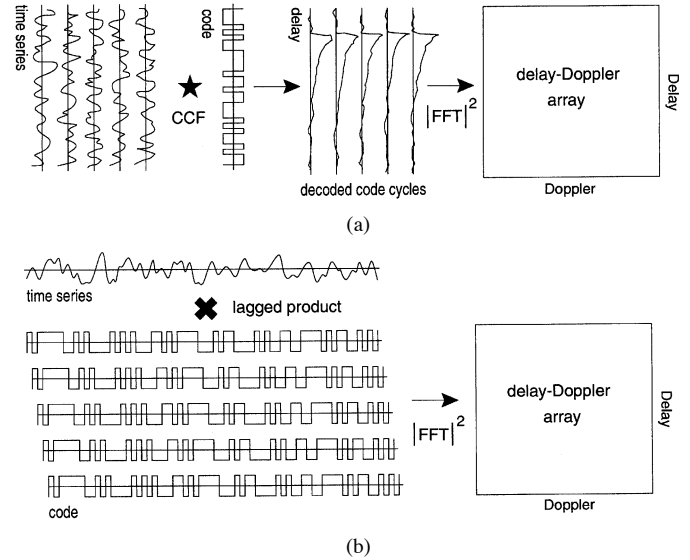 time series
CCF
code
delay
decoded code cycles
|FFT|²
delay-Doppler
array
Delay
Doppler
(a)
time series
lagged product
code
|FFT|²
delay-Doppler
array
Delay
Doppler
(b)